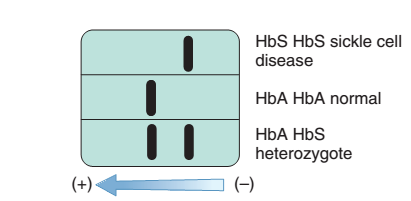 HbS HbS sickle cell
disease
HbA HbA normal
HbA HbS
heterozygote
(+) (–)